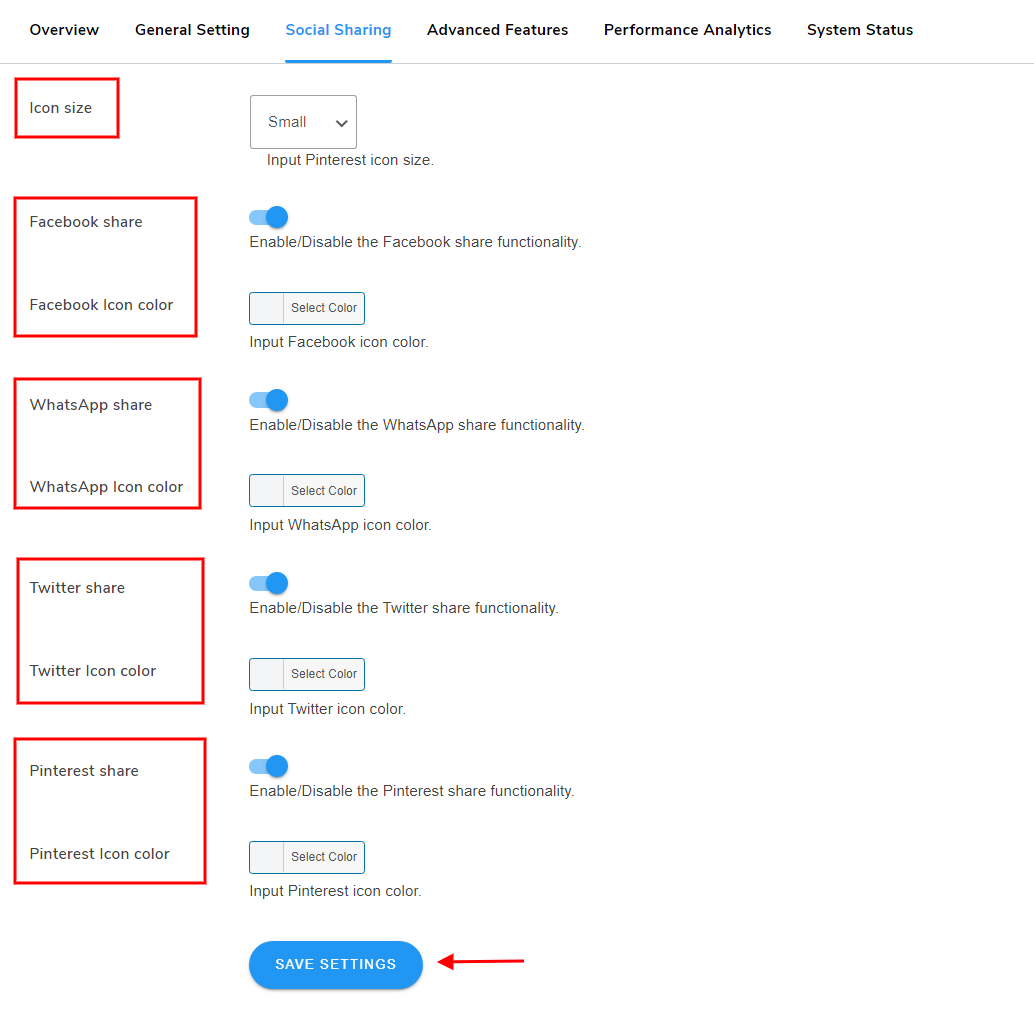 Overview General Setting Social Sharing Advanced Features Performance Analytics System Status
Icon size
Small
Input Pinterest icon size.
Facebook share
Enable/Disable the Facebook share functionality.
Facebook Icon color
Select Color
Input Facebook icon color.
WhatsApp share
Enable/Disable the WhatsApp share functionality.
WhatsApp Icon color
Select Color
Input WhatsApp icon color.
Twitter share
Enable/Disable the Twitter share functionality.
Twitter Icon color
Select Color
Input Twitter icon color.
Pinterest share
Enable/Disable the Pinterest share functionality.
Pinterest Icon color
Select Color
Input Pinterest icon color.
SAVE SETTINGS